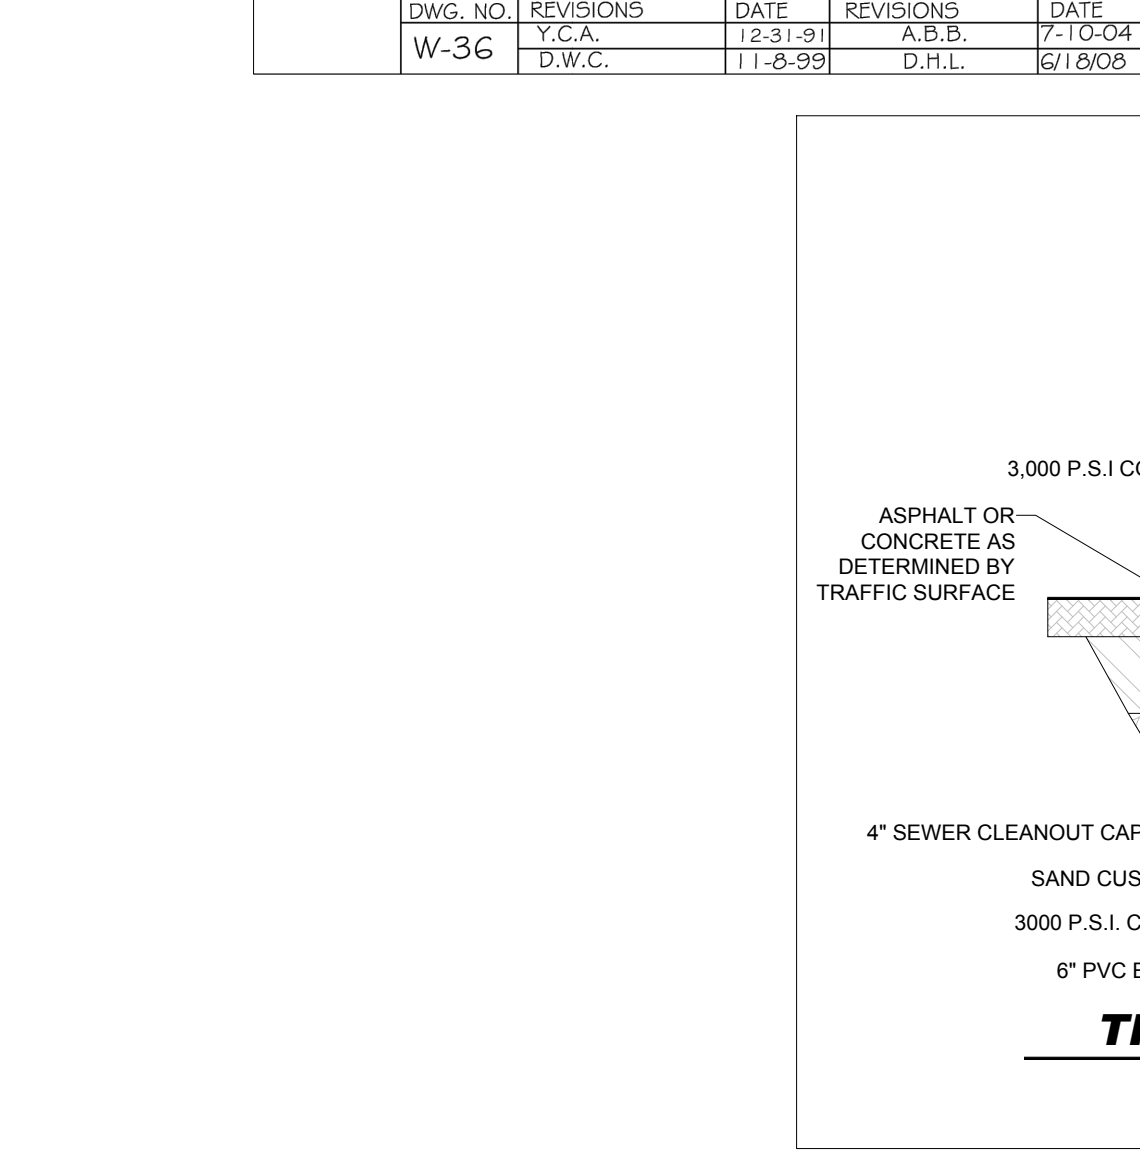 DWG. NO. REVISIONS DATE REVISIONS DATE
W-36 Y.C.A. 12-31-91 A.B.B. 7-10-04
D.W.C. 11-8-99 D.H.L. 6/18/08
3,000 P.S.I
ASPHALT OR
CONCRETE AS
DETERMINED BY
TRAFFIC SURFACE
4" SEWER CLEANOUT CAP
SAND
3000 P.S.I.
6" PVC